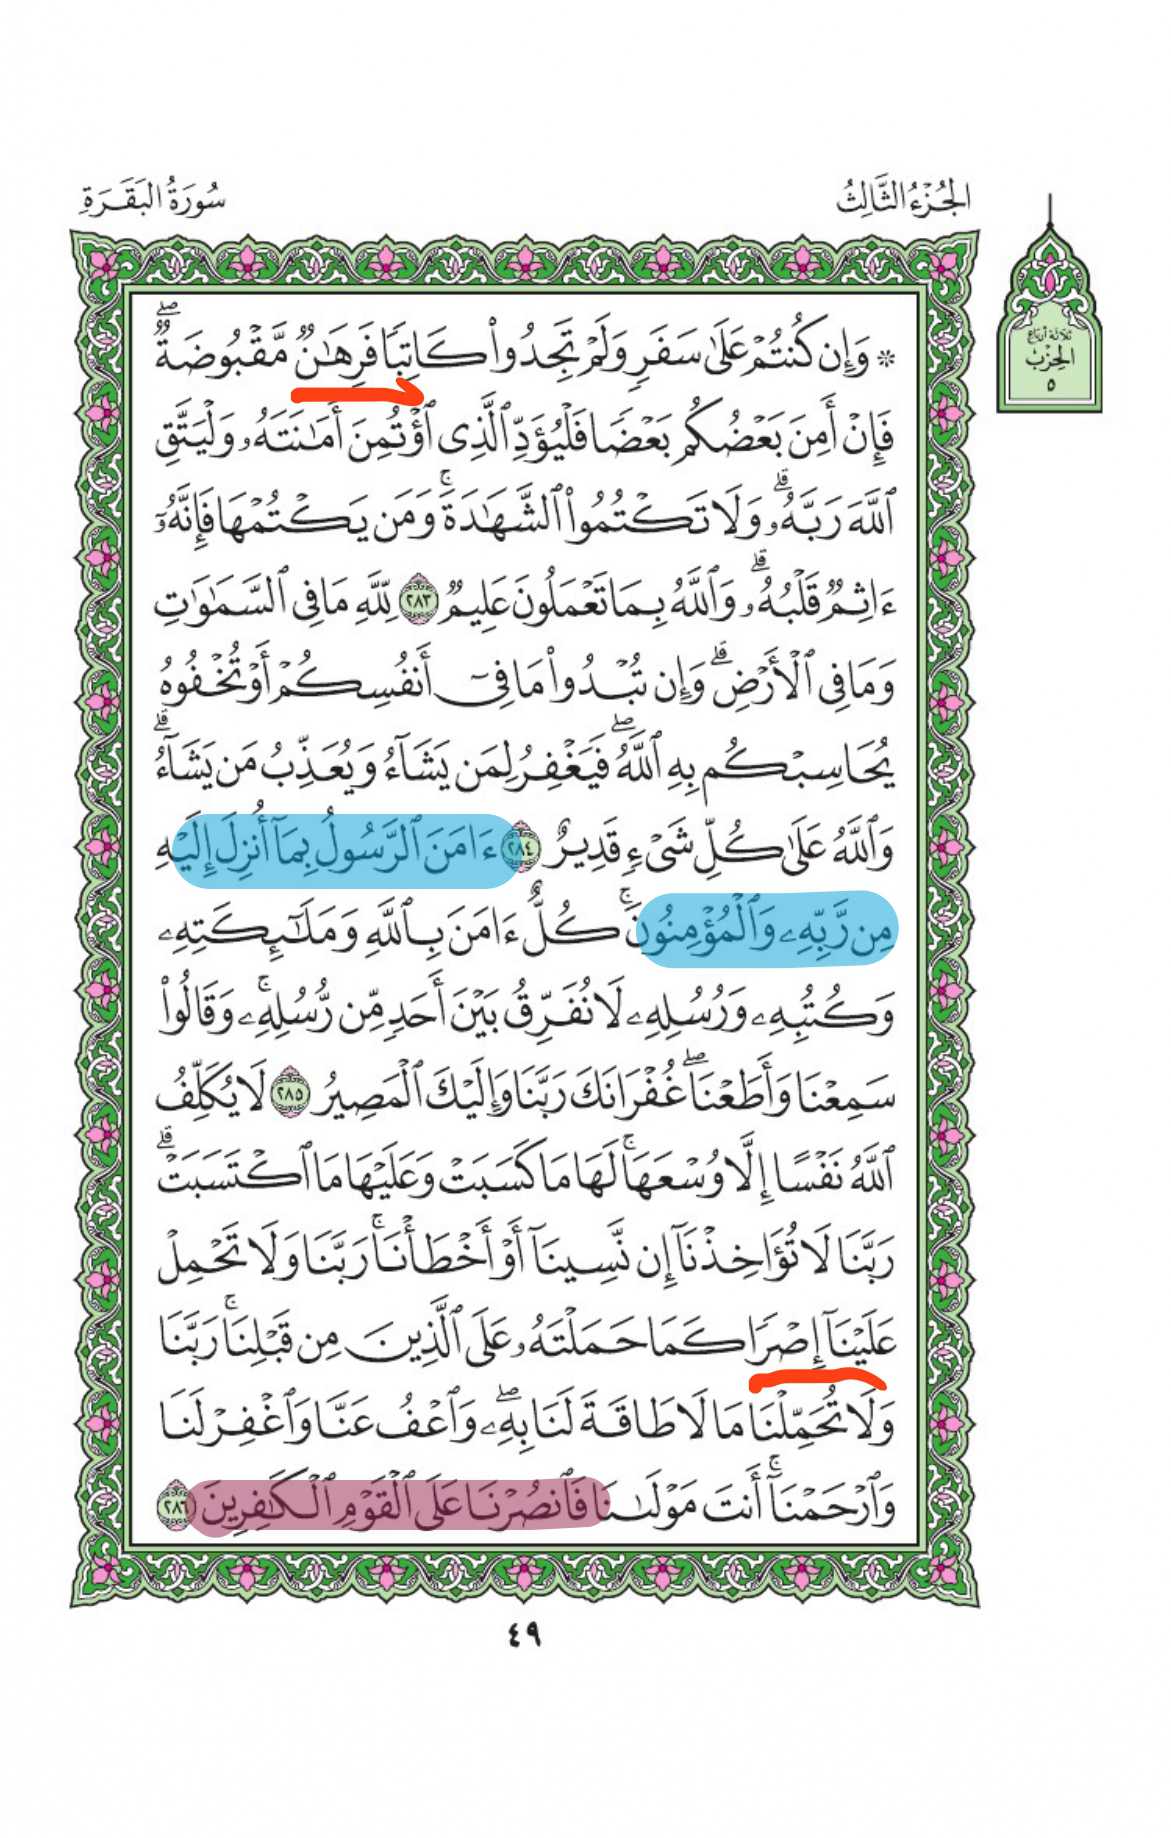 سُورَةُ البَقَرَةِ
الجُزْءُ الثَّالِثُ
ثلاثة أرباع
الحِزْبُ
٥
* وَإِن كُنتُمْ عَلَىٰ سَفَرٍ وَلَمْ تَجِدُوا۟ كَاتِبًا فَرِهَٰنٌ مَّقْبُوضَةٌ ۖ
فَإِنْ أَمِنَ بَعْضُكُم بَعْضًا فَلْيُؤَدِّ ٱلَّذِى ٱؤْتُمِنَ أَمَٰنَتَهُۥ وَلْيَتَّقِ
ٱللَّهَ رَبَّهُۥ ۗ وَلَا تَكْتُمُوا۟ ٱلشَّهَٰدَةَ ۚ وَمَن يَكْتُمْهَا فَإِنَّهُۥٓ
ءَاثِمٌ قَلْبُهُۥ ۗ وَٱللَّهُ بِمَا تَعْمَلُونَ عَلِيمٌ ٢٨٣ لِّلَّهِ مَا فِى ٱلسَّمَٰوَٰتِ
وَمَا فِى ٱلْأَرْضِ ۗ وَإِن تُبْدُوا۟ مَا فِىٓ أَنفُسِكُمْ أَوْ تُخْفُوهُ
يُحَاسِبْكُم بِهِ ٱللَّهُ ۖ فَيَغْفِرُ لِمَن يَشَآءُ وَيُعَذِّبُ مَن يَشَآءُ ۗ
وَٱللَّهُ عَلَىٰ كُلِّ شَىْءٍ قَدِيرٌ ٢٨٤ ءَامَنَ ٱلرَّسُولُ بِمَآ أُنزِلَ إِلَيْهِ
مِن رَّبِّهِۦ وَٱلْمُؤْمِنُونَ ۚ كُلٌّ ءَامَنَ بِٱللَّهِ وَمَلَٰٓئِكَتِهِۦ
وَكُتُبِهِۦ وَرُسُلِهِۦ لَا نُفَرِّقُ بَيْنَ أَحَدٍ مِّن رُّسُلِهِۦ ۚ وَقَالُوا۟
سَمِعْنَا وَأَطَعْنَا ۖ غُفْرَانَكَ رَبَّنَا وَإِلَيْكَ ٱلْمَصِيرُ ٢٨٥ لَا يُكَلِّفُ
ٱللَّهُ نَفْسًا إِلَّا وُسْعَهَا ۚ لَهَا مَا كَسَبَتْ وَعَلَيْهَا مَا ٱكْتَسَبَتْ ۗ
رَبَّنَا لَا تُؤَاخِذْنَآ إِن نَّسِينَآ أَوْ أَخْطَأْنَا ۚ رَبَّنَا وَلَا تَحْمِلْ
عَلَيْنَآ إِصْرًا كَمَا حَمَلْتَهُۥ عَلَى ٱلَّذِينَ مِن قَبْلِنَا ۚ رَبَّنَا
وَلَا تُحَمِّلْنَا مَا لَا طَاقَةَ لَنَا بِهِۦ ۖ وَٱعْفُ عَنَّا وَٱغْفِرْ لَنَا
وَٱرْحَمْنَآ ۚ أَنتَ مَوْلَىٰنَا فَٱنصُرْنَا عَلَى ٱلْقَوْمِ ٱلْكَٰفِرِينَ ٢٨٦
٤٩